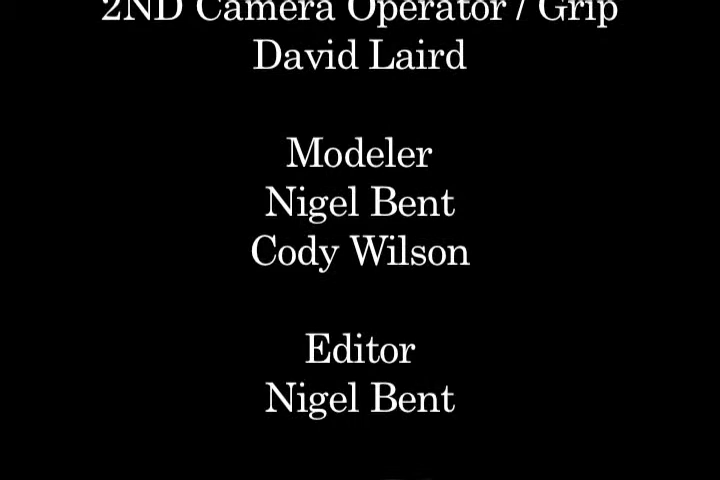 2ND Camera Operator / Grip
David Laird
Modeler
Nigel Bent
Cody Wilson
Editor
Nigel Bent